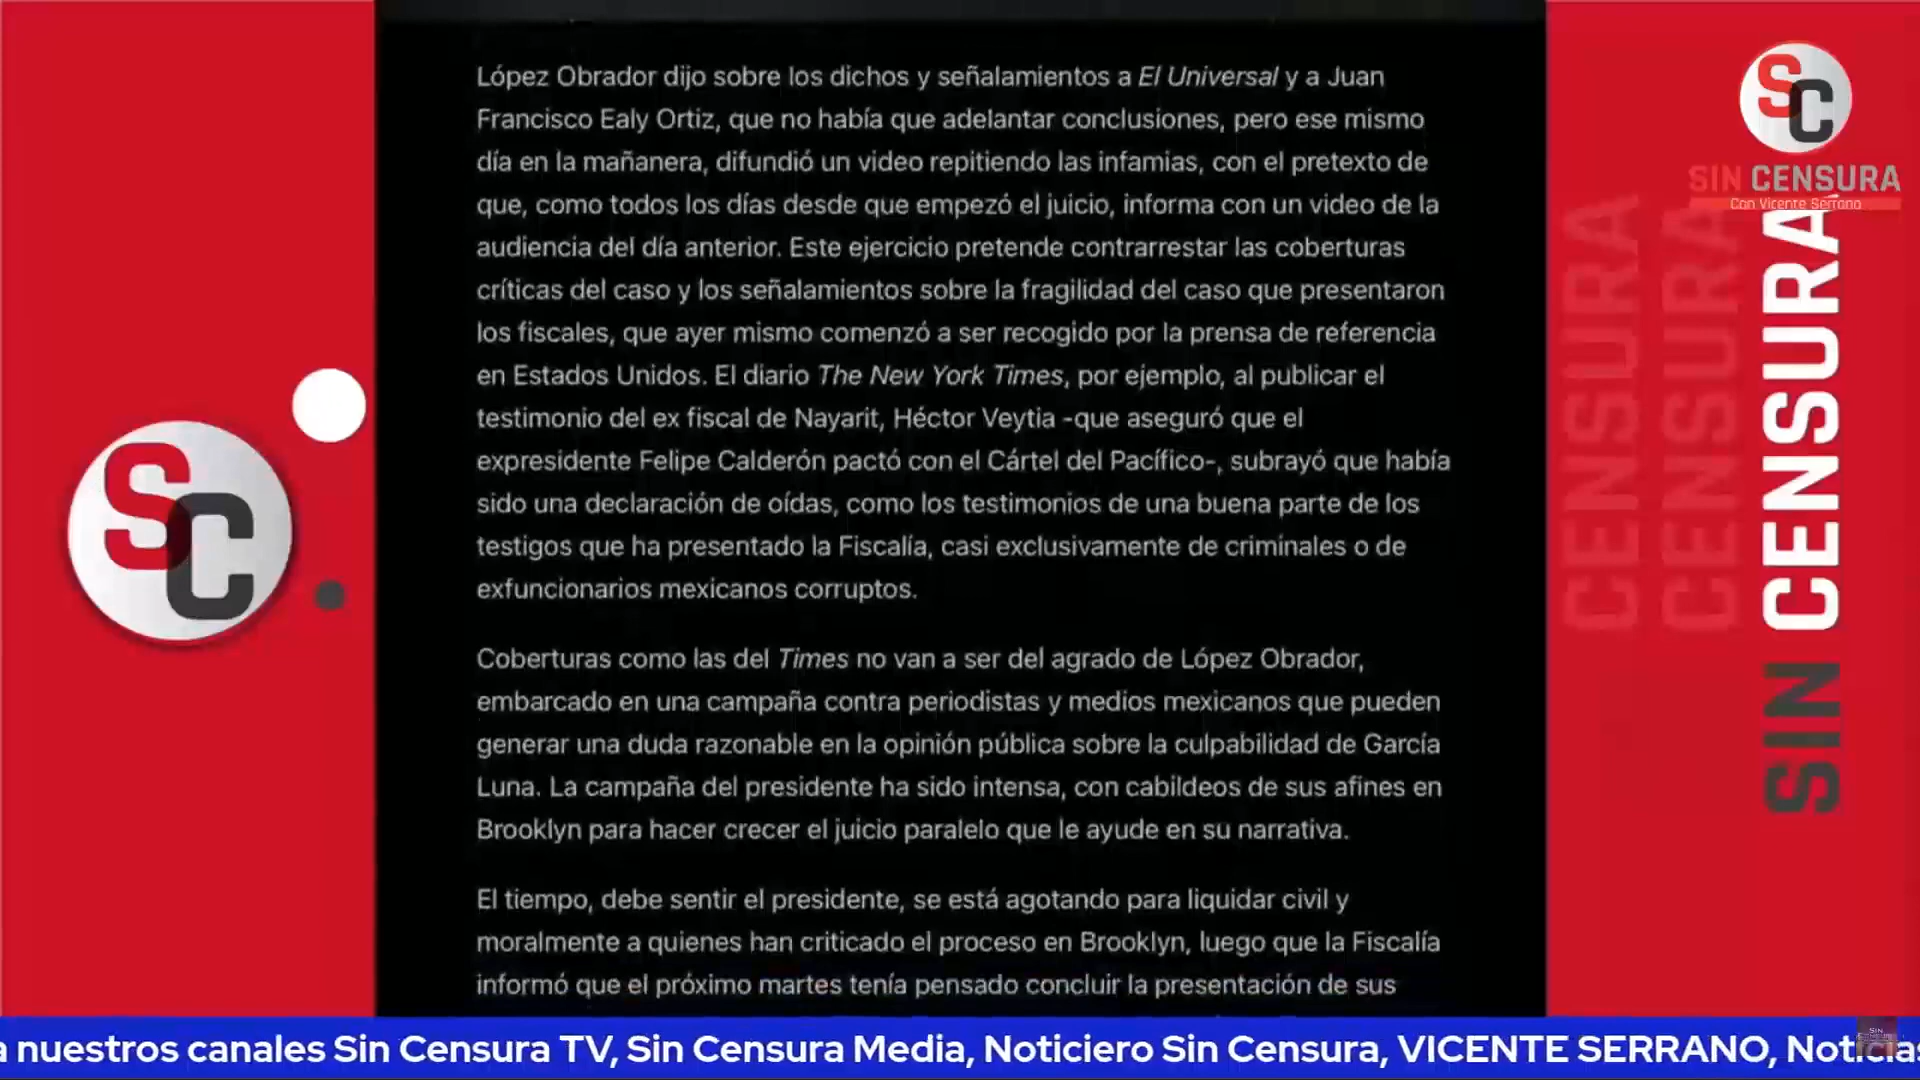 López Obrador dijo sobre los dichos y señalamientos a El Universal y a Juan
Francisco Ealy Ortiz, que no había que adelantar conclusiones, pero ese mismo
día en la mañanera, difundió un video repitiendo las infamias, con el pretexto de
que, como todos los días desde que empezó el juicio, informa con un video de la
audiencia del día anterior. Este ejercicio pretende contrarrestar las coberturas
críticas del caso y los señalamientos sobre la fragilidad del caso que presentaron
los fiscales, que ayer mismo comenzó a ser recogido por la prensa de referencia
en Estados Unidos. El diario The New York Times, por ejemplo, al publicar el
testimonio del ex fiscal de Nayarit, Héctor Veytia -que aseguró que el
expresidente Felipe Calderón pactó con el Cártel del Pacífico-, subrayó que había
sido una declaración de oídas, como los testimonios de una buena parte de los
testigos que ha presentado la Fiscalía, casi exclusivamente de criminales o de
exfuncionarios mexicanos corruptos.
Coberturas como las del Times no van a ser del agrado de López Obrador,
embarcado en una campaña contra periodistas y medios mexicanos que pueden
generar una duda razonable en la opinión pública sobre la culpabilidad de García
Luna. La campaña del presidente ha sido intensa, con cabildeos de sus afines en
Brooklyn para hacer crecer el juicio paralelo que le ayude en su narrativa.
El tiempo, debe sentir el presidente, se está agotando para liquidar civil y
moralmente a quienes han criticado el proceso en Brooklyn, luego que la Fiscalía
informó que el próximo martes tenía pensado concluir la presentación de sus
SC
SC
SIN CENSURA
Con Vicente Serrano
CENSURA
CENSURA
SIN CENSURA
a nuestros canales Sin Censura TV, Sin Censura Media, Noticiero Sin Censura, VICENTE SERRANO, Noticias